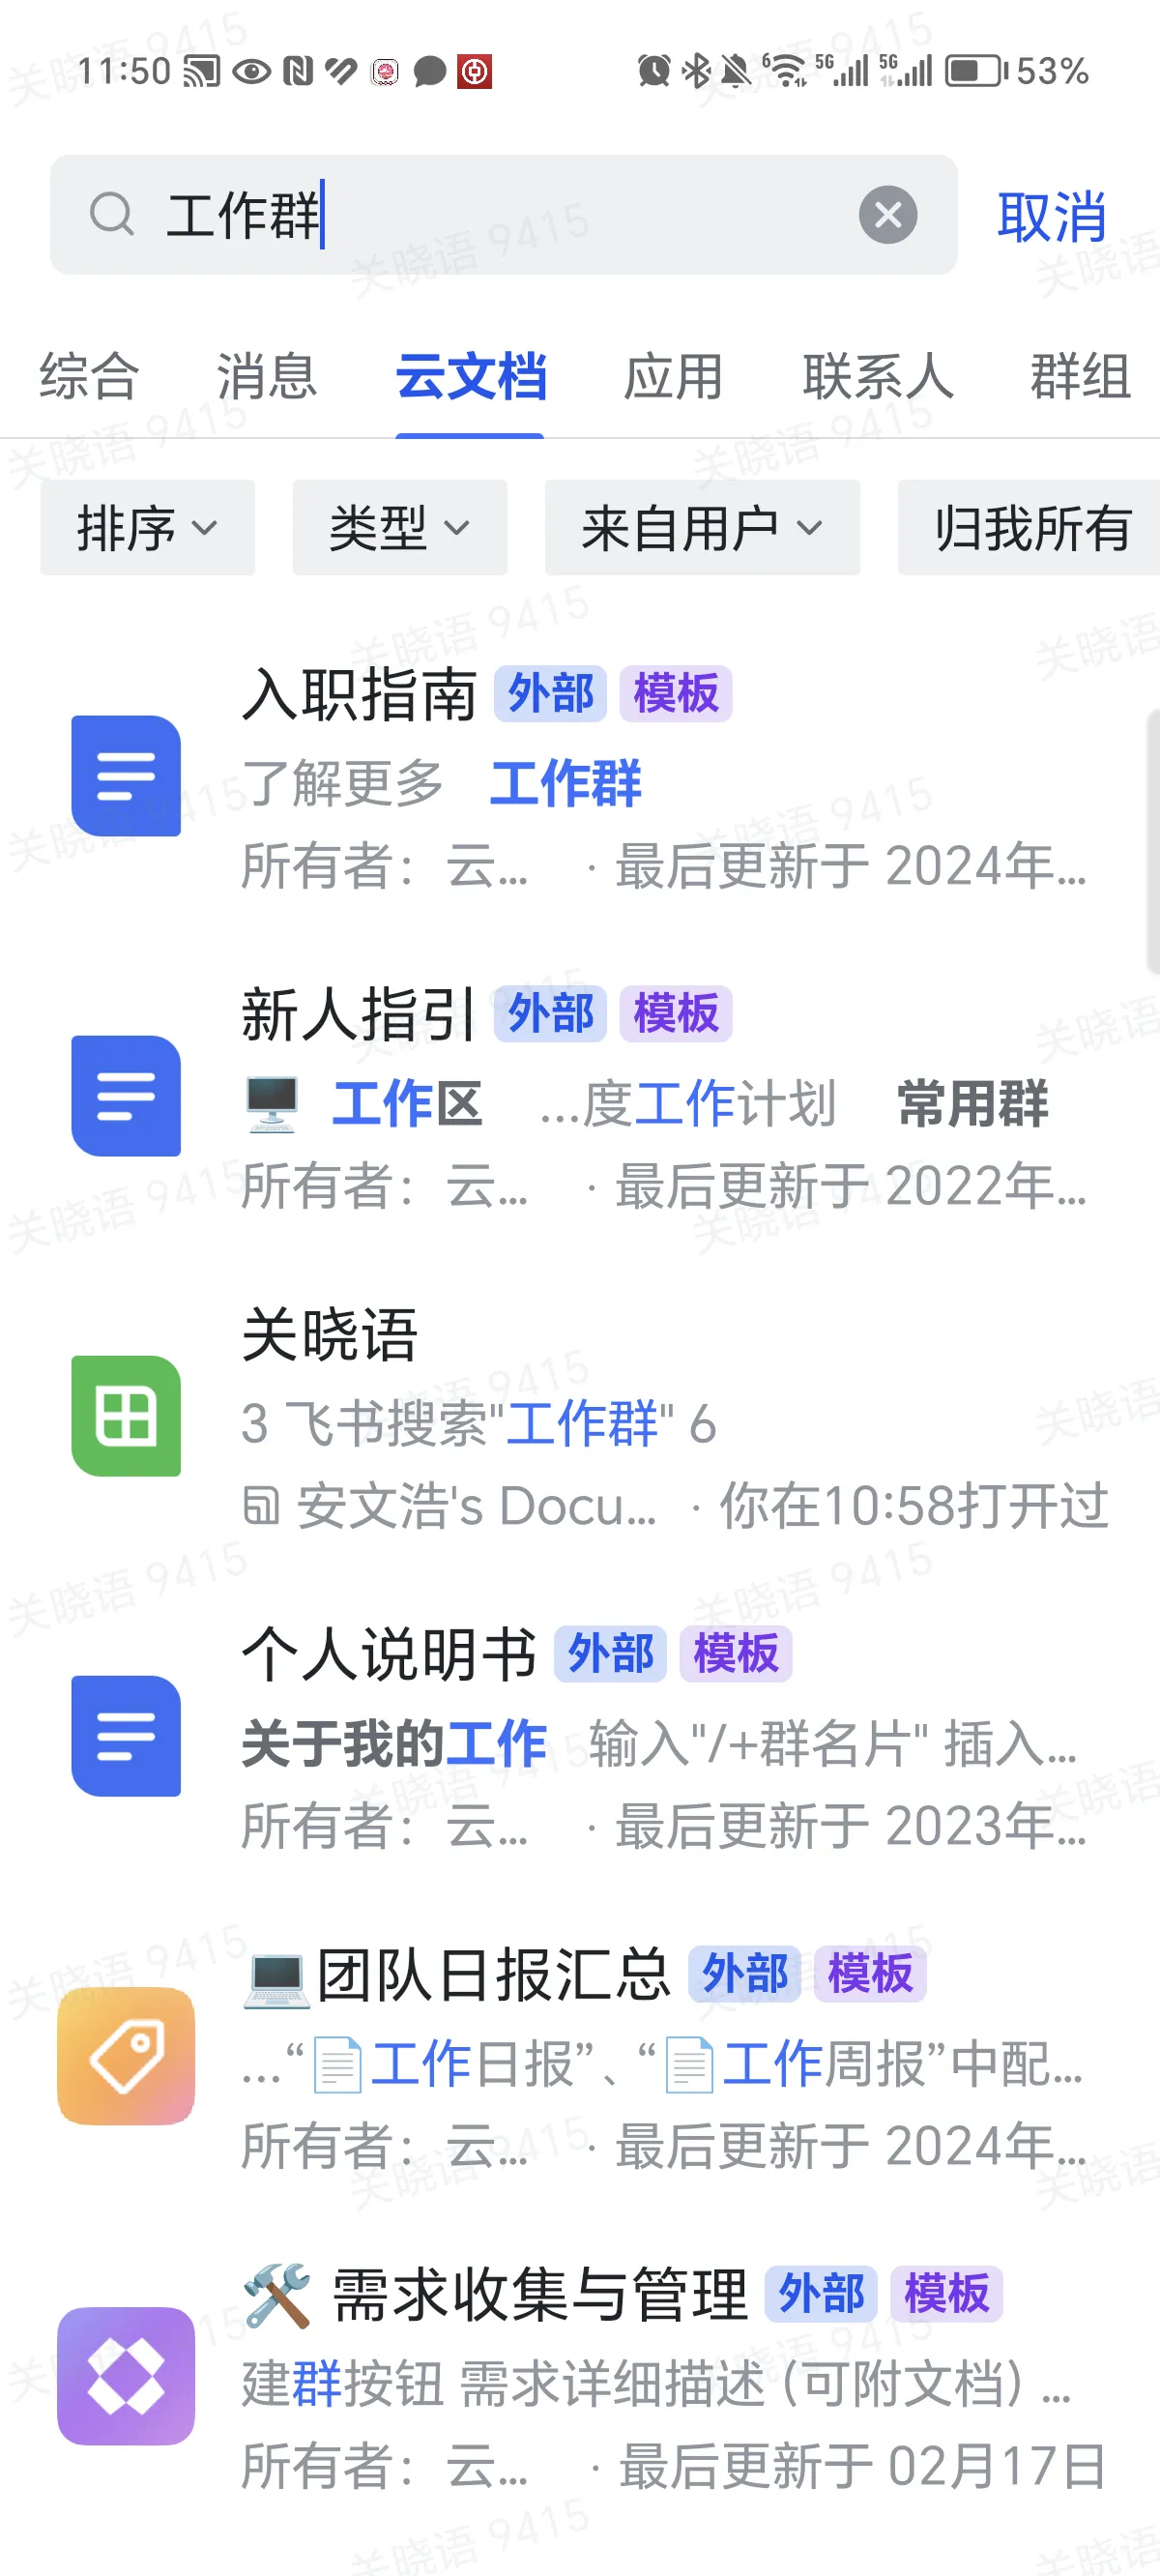 11:50 6 5G 5G 53%
工作群 取消
综合 消息 云文档 应用 联系人 群组
排序 类型 来自用户 归我所有
入职指南 外部 模板
了解更多 工作群
所有者：云... · 最后更新于 2024年...
新人指引 外部 模板
工作区 ...度工作计划 常用群
所有者：云... · 最后更新于 2022年...
关晓语
3 飞书搜索"工作群" 6
安文浩's Docu... · 你在10:58打开过
个人说明书 外部 模板
关于我的工作 输入"/+群名片" 插入...
所有者：云... · 最后更新于 2023年...
团队日报汇总 外部 模板
...“工作日报”、“工作周报”中配...
所有者：云... · 最后更新于 2024年...
需求收集与管理 外部 模板
建群按钮 需求详细描述（可附文档）...
所有者：云... · 最后更新于 02月17日
关晓语 9415